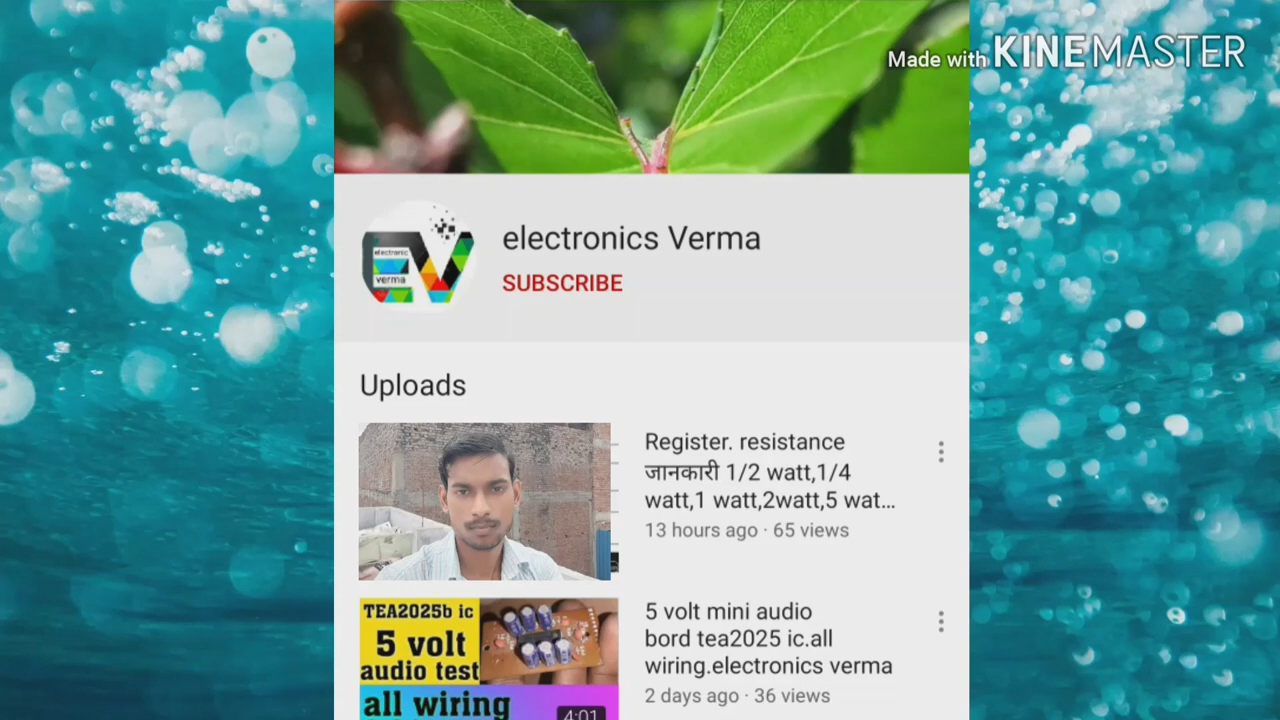 Made with KINEMASTER
electronics Verma
electronic
verma
SUBSCRIBE
Uploads
Register. resistance
जानकारी 1/2 watt,1/4
watt,1 watt,2watt,5 wat...
13 hours ago · 65 views
TEA2025b ic
5 volt
audio test
all wiring
4:01
5 volt mini audio
bord tea2025 ic.all
wiring.electronics verma
2 days ago · 36 views